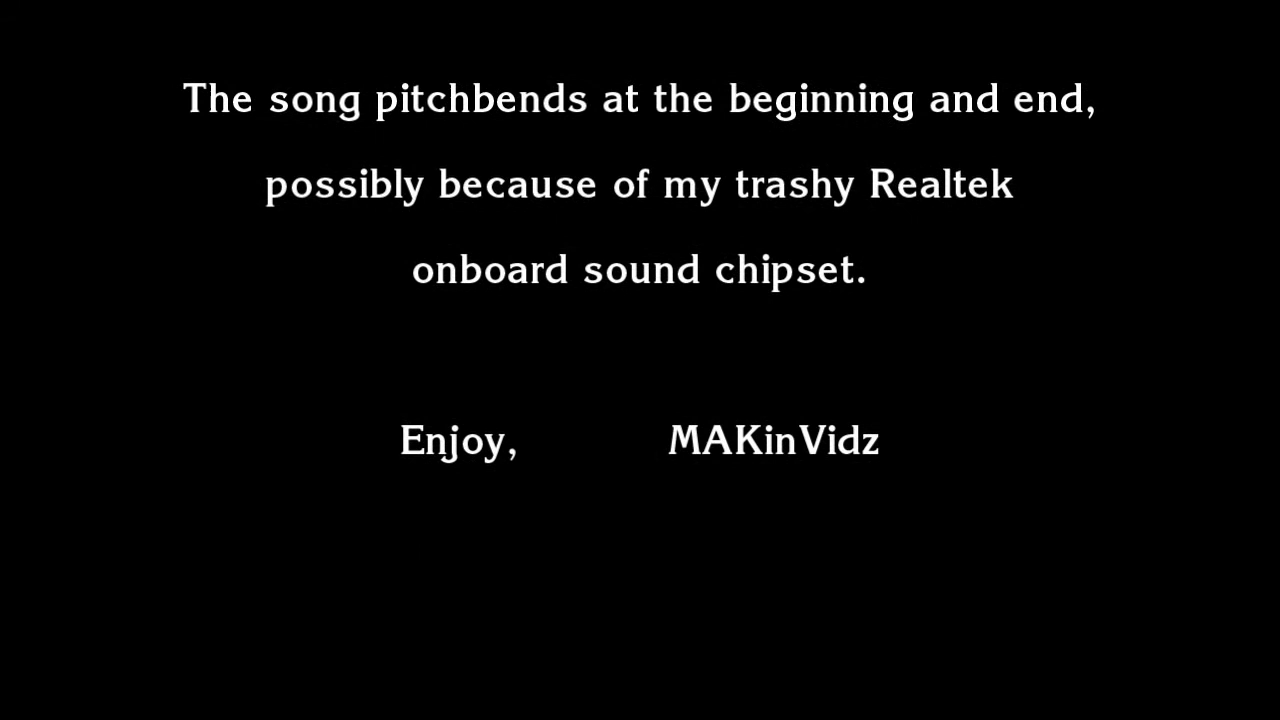 The song pitchbends at the beginning and end,
possibly because of my trashy Realtek
onboard sound chipset.
Enjoy, MAKinVidz